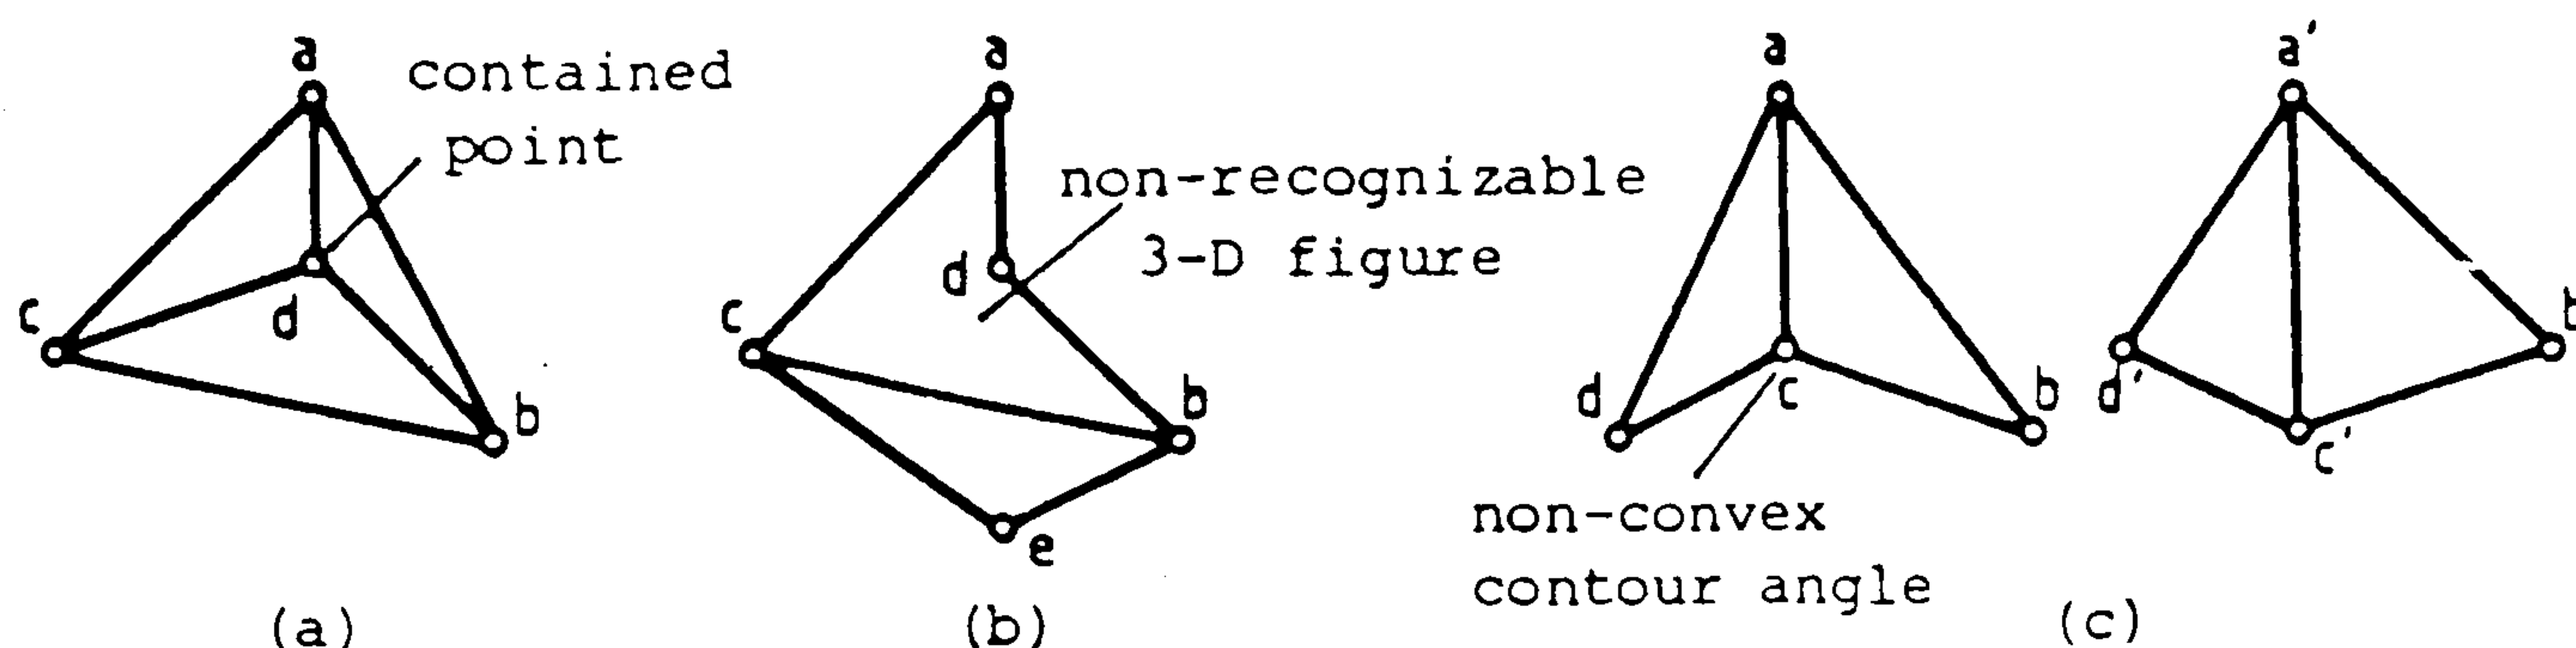 a
contained
point
c
d
b
(a)
a
non-recognizable
3-D figure
d
c
b
e
(b)
a
d
c
b
non-convex
contour angle
a'
d'
c'
(c)